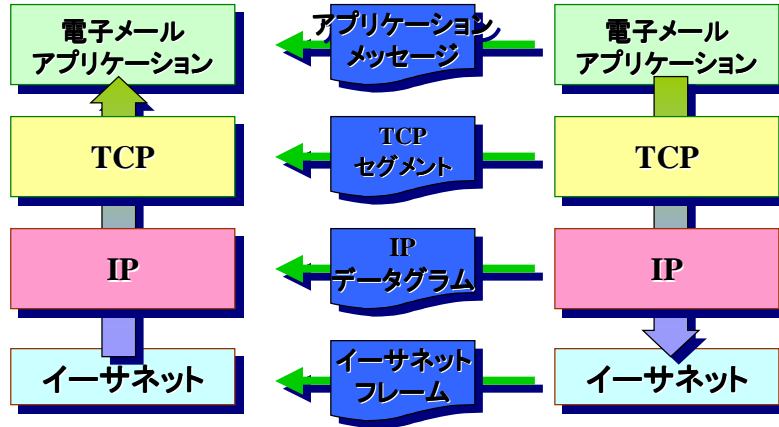 電子メール
アプリケーション
アプリケーション
メッセージ
電子メール
アプリケーション
TCP
TCP
セグメント
TCP
IP
IP
データグラム
IP
イーサネット
イーサネット
フレーム
イーサネット